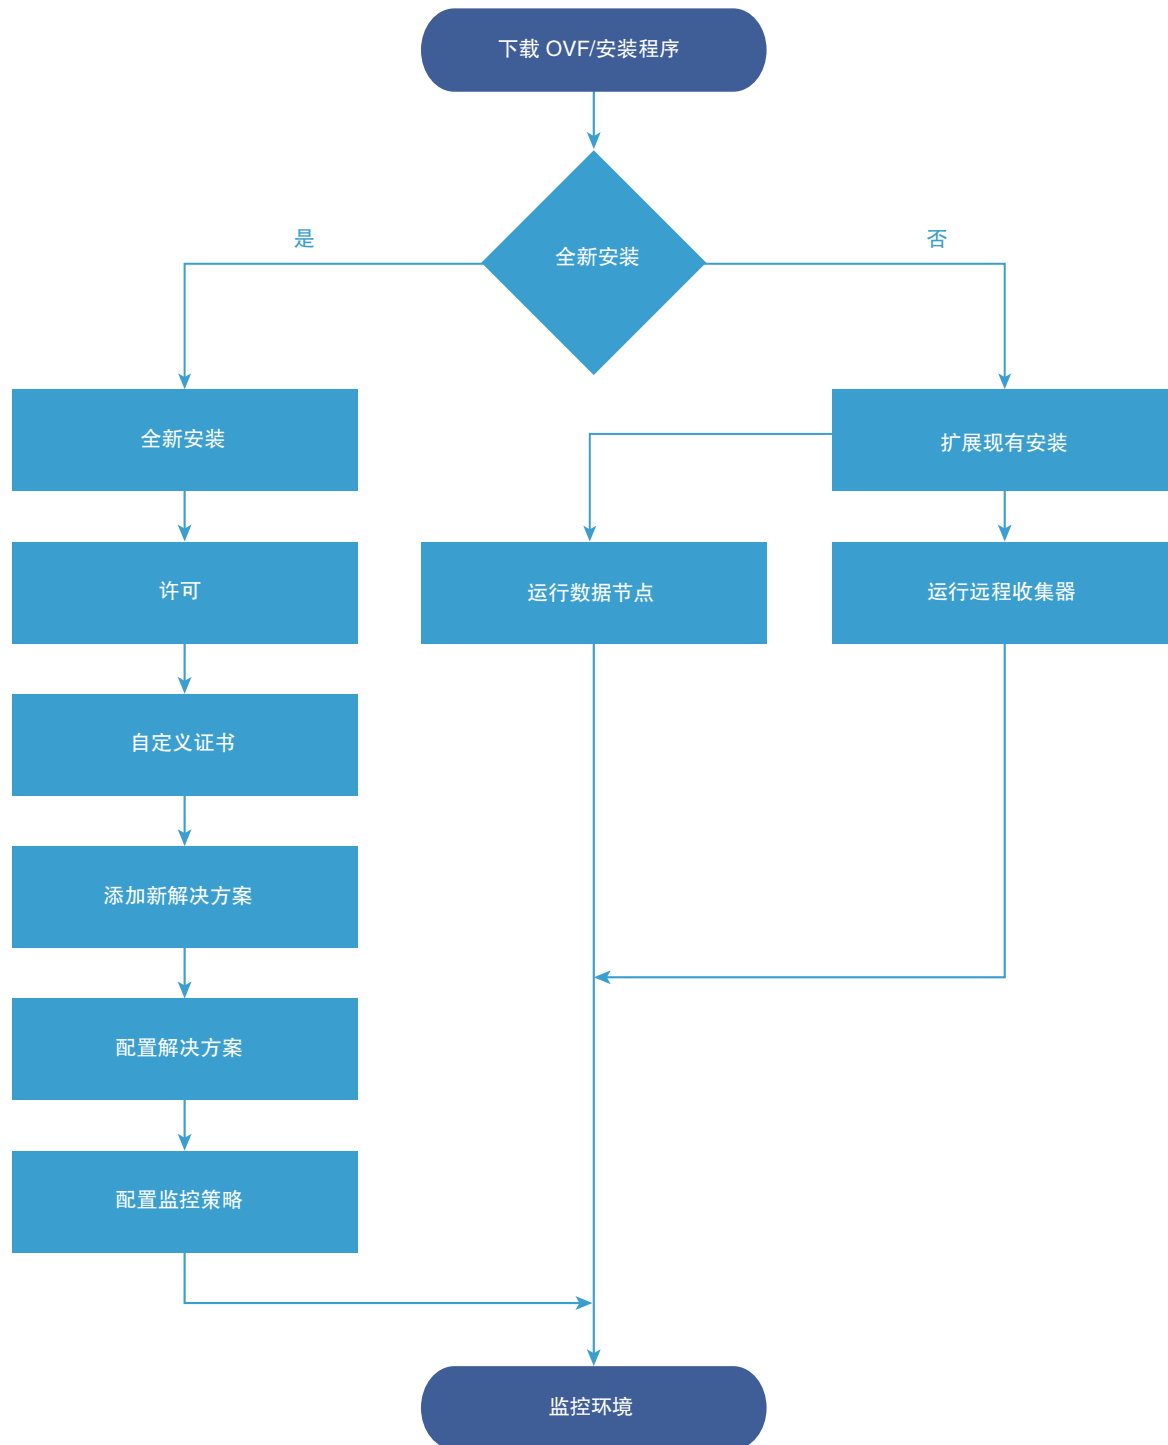 下载 OVF/安装程序
全新安装
是
否
全新安装
扩展现有安装
许可
运行数据节点
运行远程收集器
自定义证书
添加新解决方案
配置解决方案
配置监控策略
监控环境